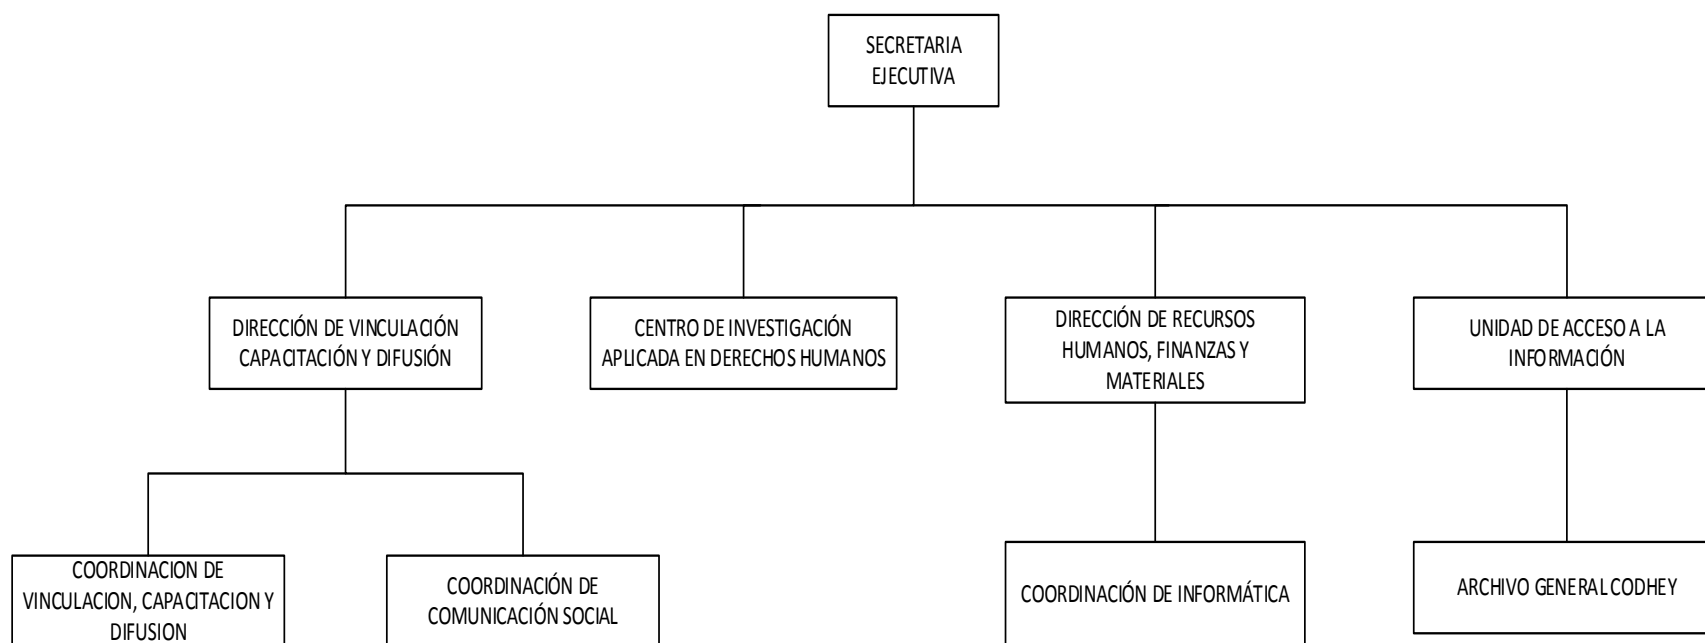 SECRETARIA
EJECUTIVA
DIRECCIÓN DE VINCULACIÓN
CAPACITACIÓN Y DIFUSIÓN
CENTRO DE INVESTIGACIÓN
APLICADA EN DERECHOS HUMANOS
DIRECCIÓN DE RECURSOS
HUMANOS, FINANZAS Y
MATERIALES
UNIDAD DE ACCESO A LA
INFORMACIÓN
COORDINACION DE
VINCULACION, CAPACITACION Y
DIFUSION
COORDINACIÓN DE
COMUNICACIÓN SOCIAL
COORDINACIÓN DE INFORMÁTICA
ARCHIVO GENERAL CODHEY